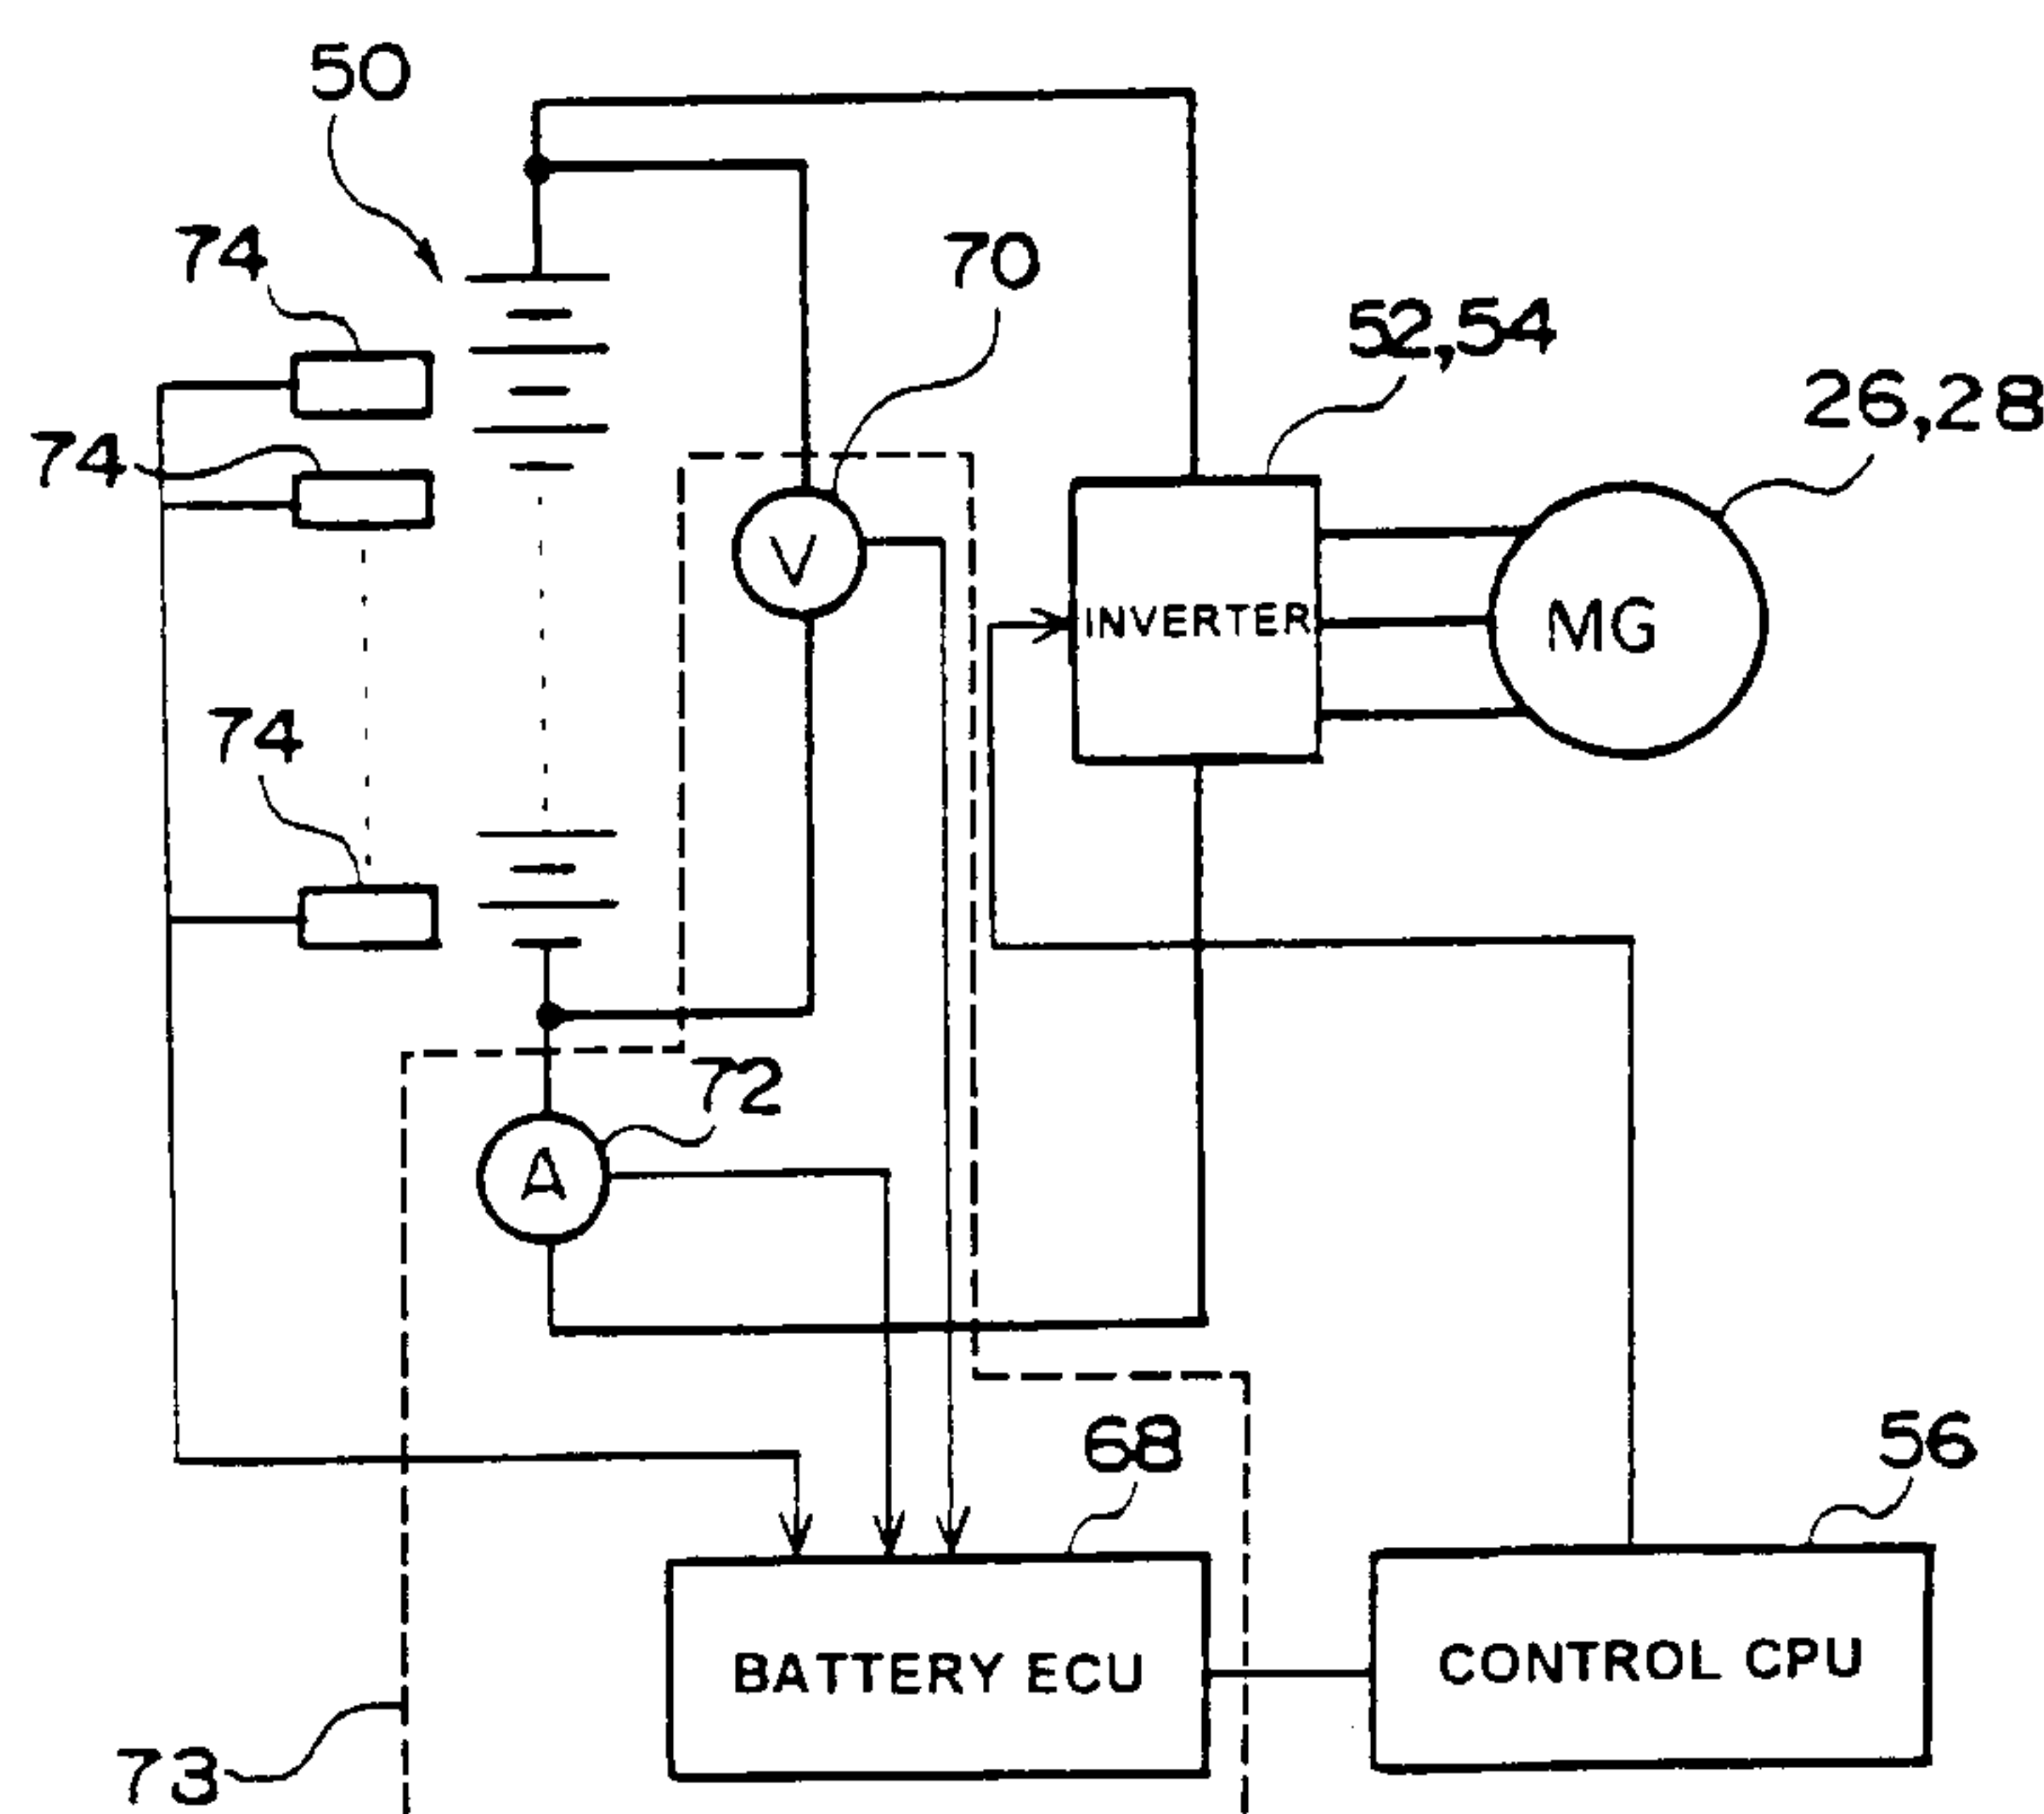 50
74
70
52,54
26,28
74
V
INVERTER
MG
74
72
A
68
56
BATTERY ECU
CONTROL CPU
73